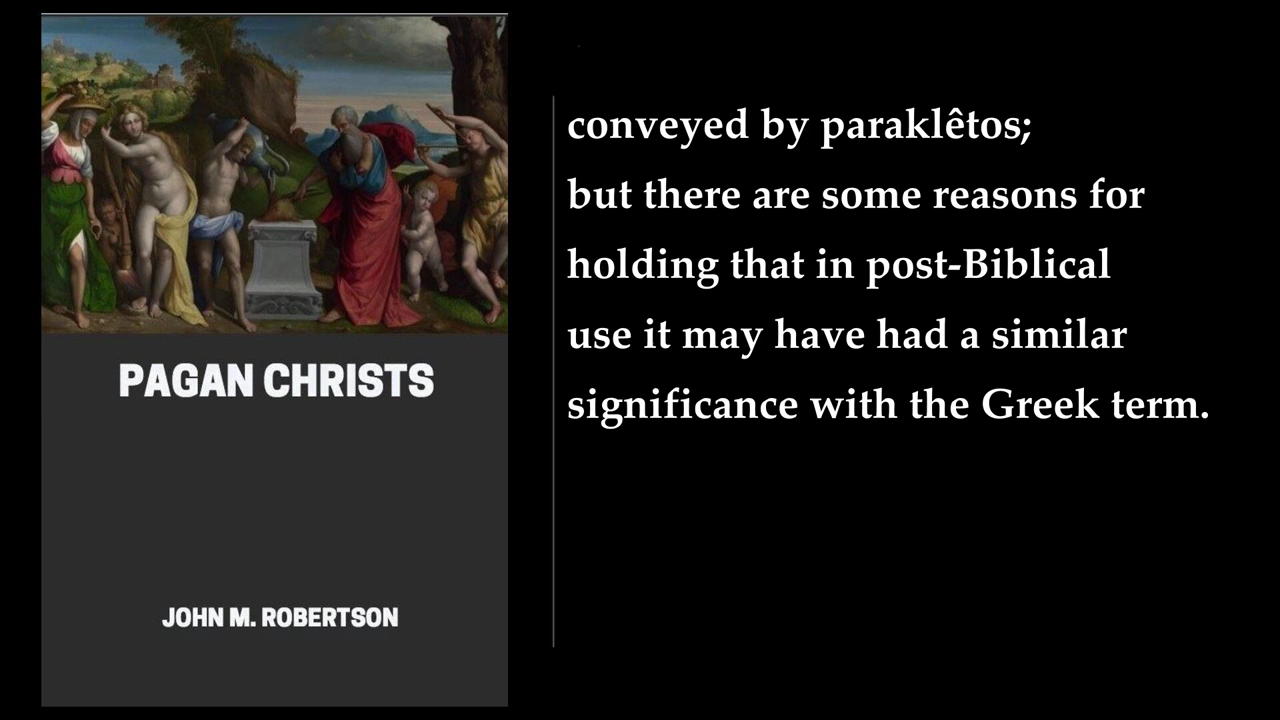 PAGAN CHRISTS
JOHN M. ROBERTSON
conveyed by paraklêtos;
but there are some reasons for
holding that in post-Biblical
use it may have had a similar
significance with the Greek term.